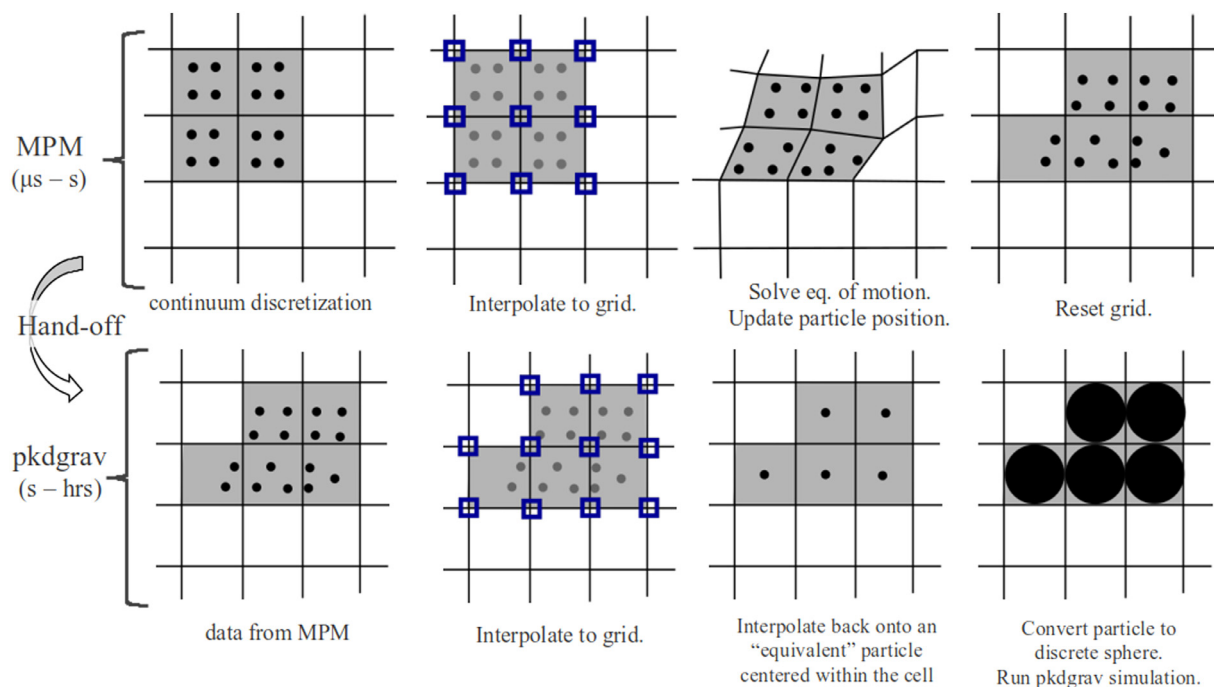 MPM
(μs – s)
continuum discretization
Interpolate to grid.
Solve eq. of motion.
Update particle position.
Reset grid.
Hand-off
pkdgrav
(s – hrs)
data from MPM
Interpolate to grid.
Interpolate back onto an
“equivalent” particle
centered within the cell
Convert particle to
discrete sphere.
Run pkdgrav simulation.